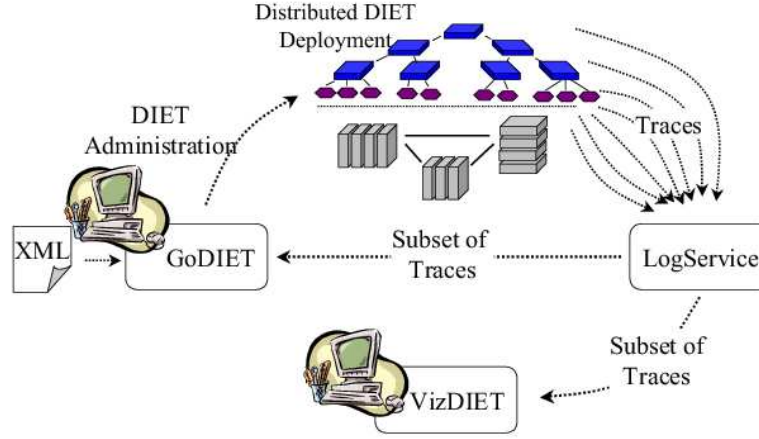 Distributed DIET
Deployment
DIET
Administration
Traces
XML
GoDIET
Subset of
Traces
LogService
Subset of
Traces
VizDIET